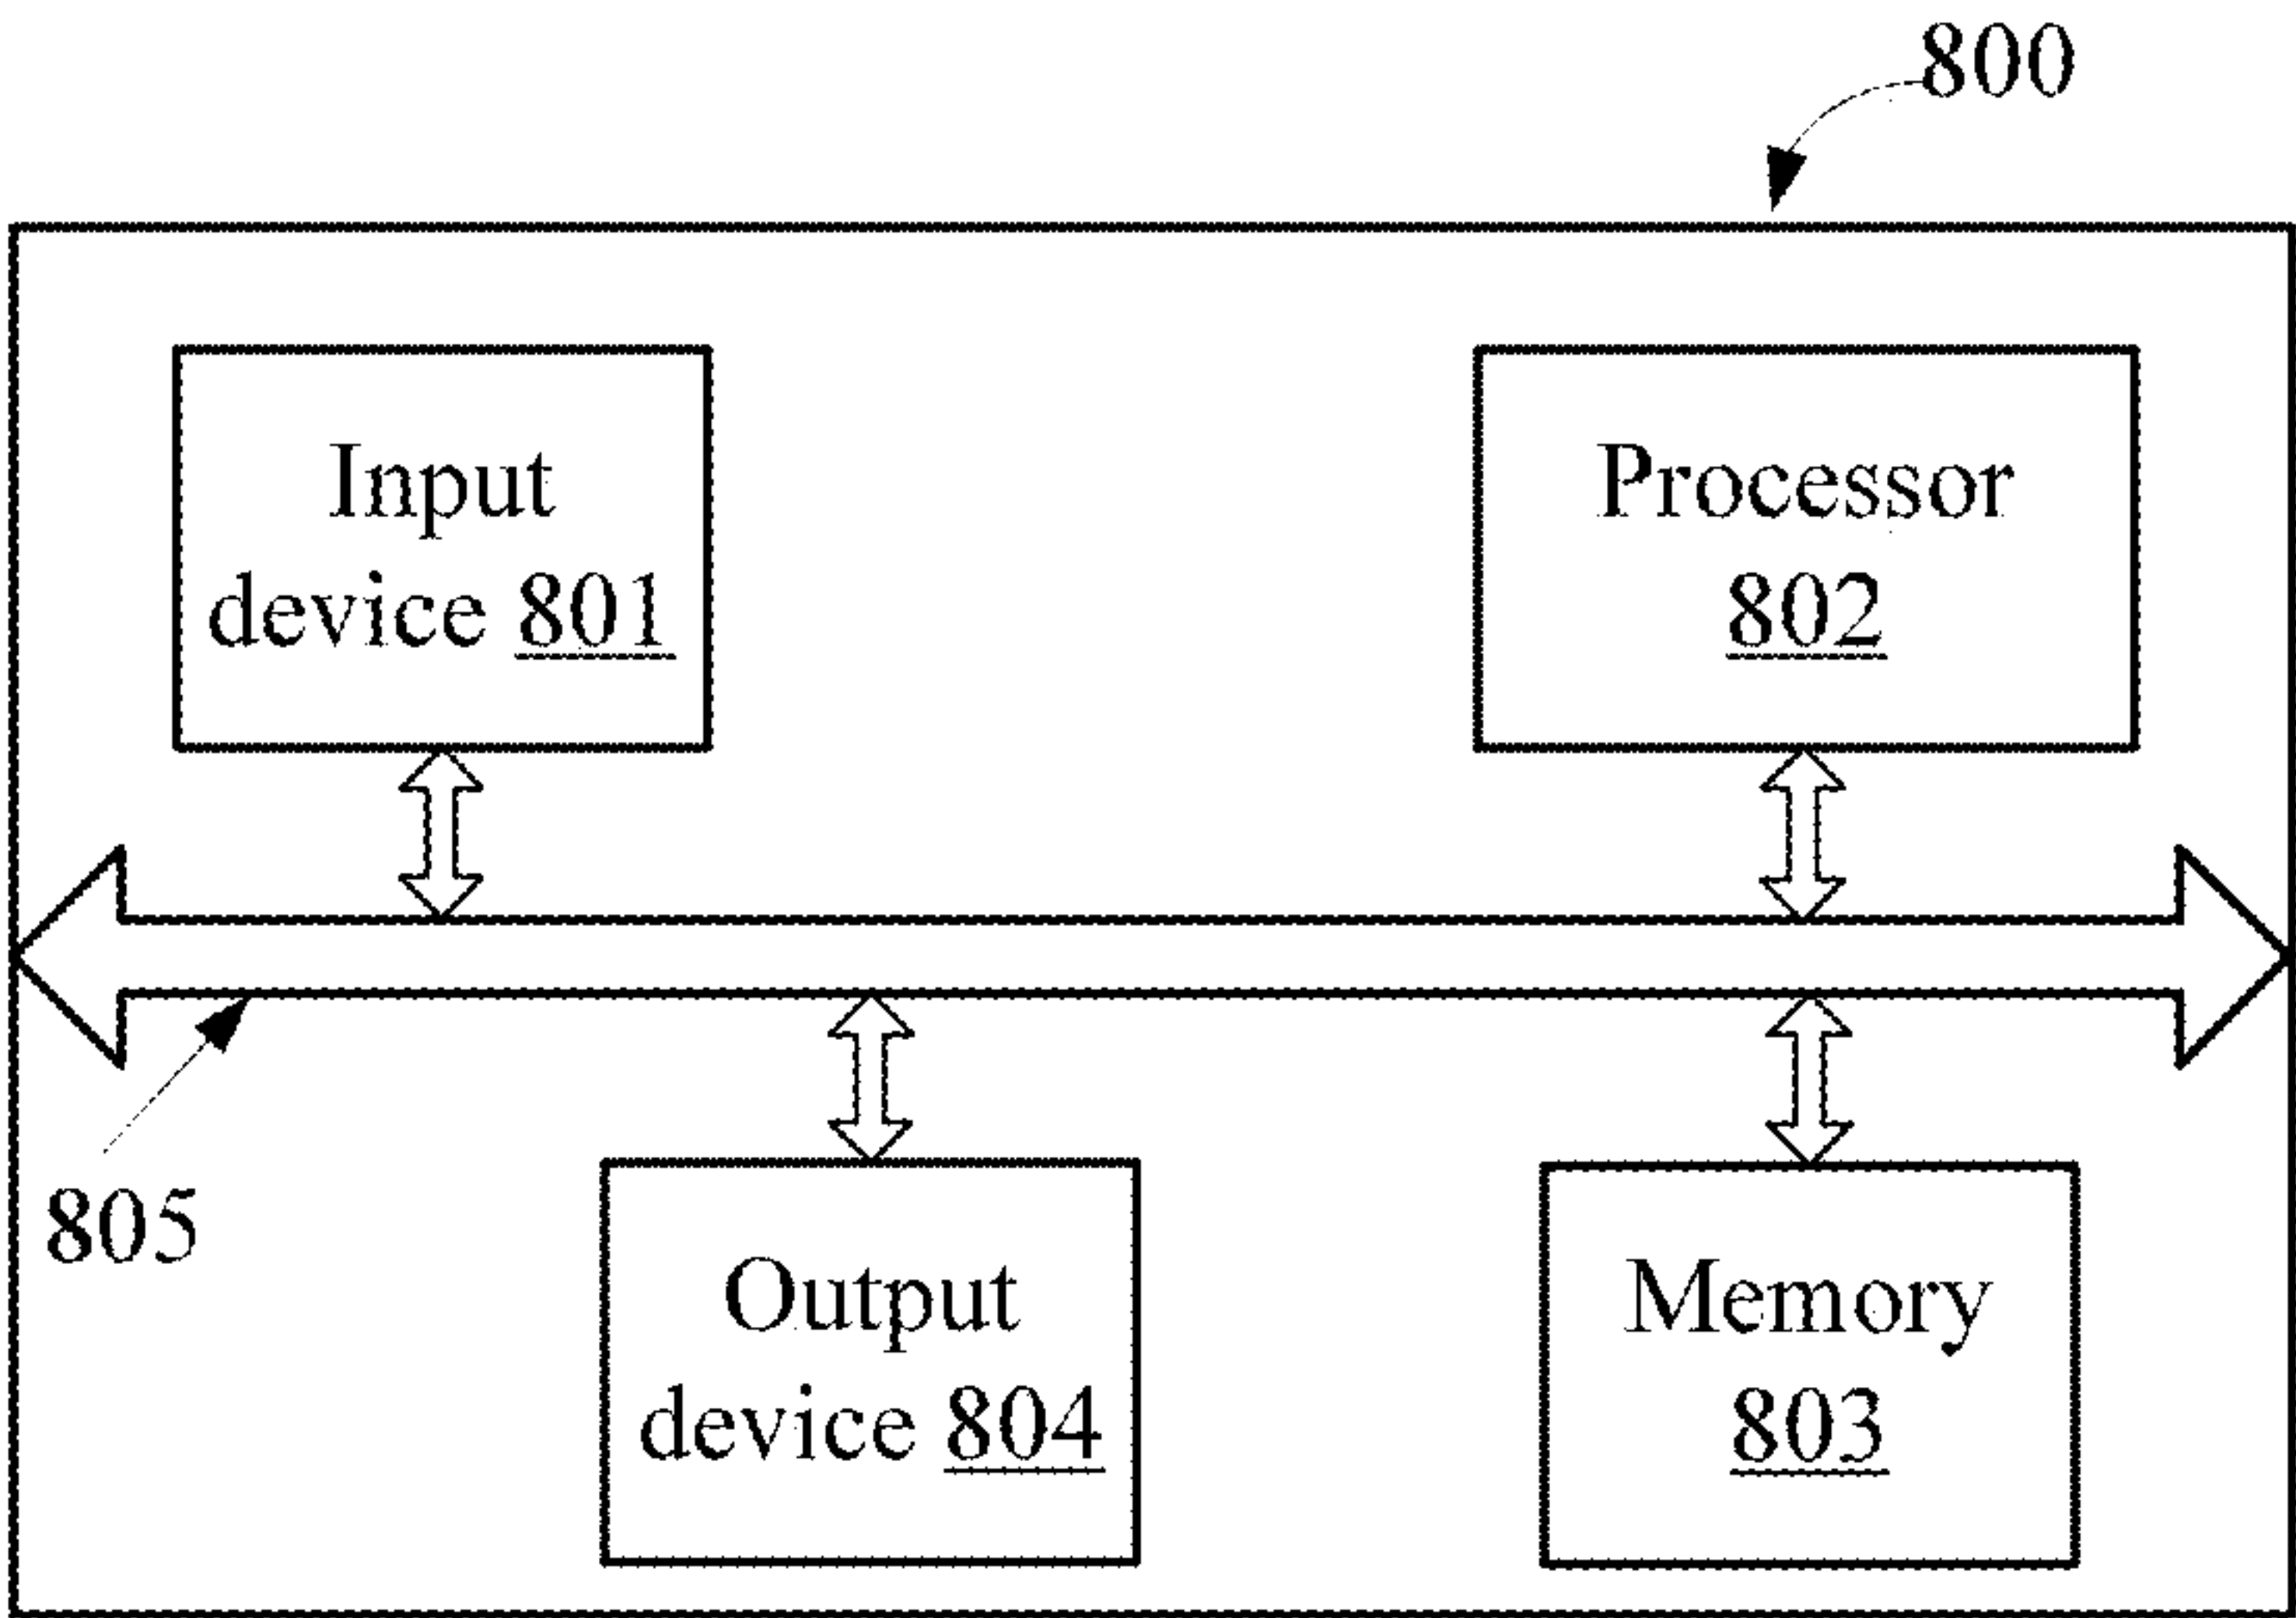 800
Input
device 801
Processor
802
805
Output
device 804
Memory
803